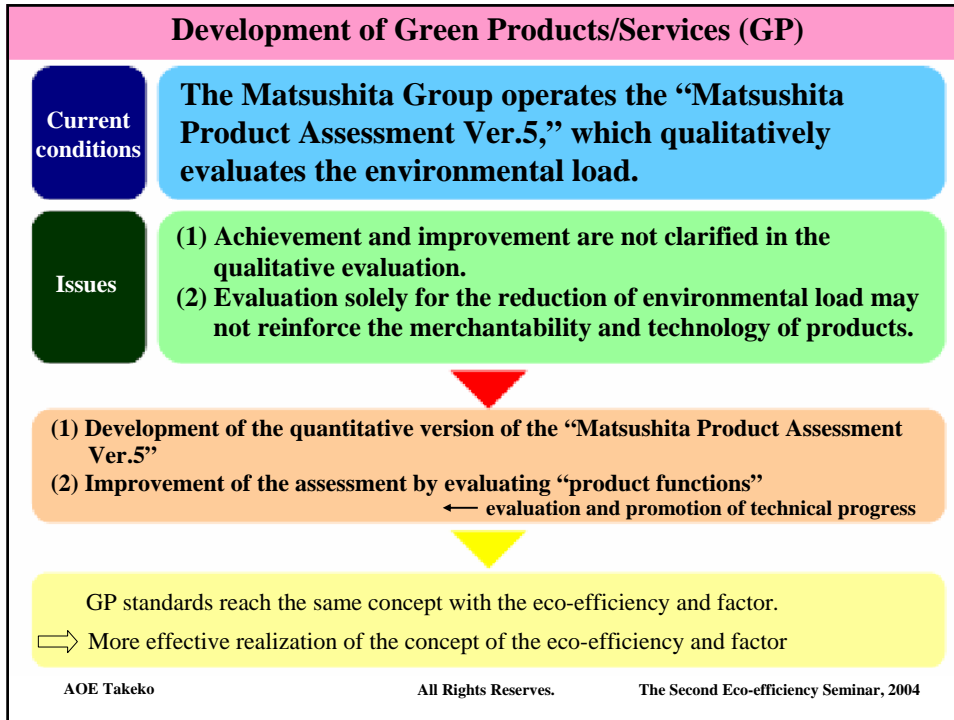 Development of Green Products/Services (GP)
Current
conditions
The Matsushita Group operates the “Matsushita
Product Assessment Ver.5,” which qualitatively
evaluates the environmental load.
Issues
(1) Achievement and improvement are not clarified in the
qualitative evaluation.
(2) Evaluation solely for the reduction of environmental load may
not reinforce the merchantability and technology of products.
(1) Development of the quantitative version of the “Matsushita Product Assessment
Ver.5”
(2) Improvement of the assessment by evaluating “product functions”
← evaluation and promotion of technical progress
GP standards reach the same concept with the eco-efficiency and factor.
More effective realization of the concept of the eco-efficiency and factor
AOE Takeko All Rights Reserves. The Second Eco-efficiency Seminar, 2004